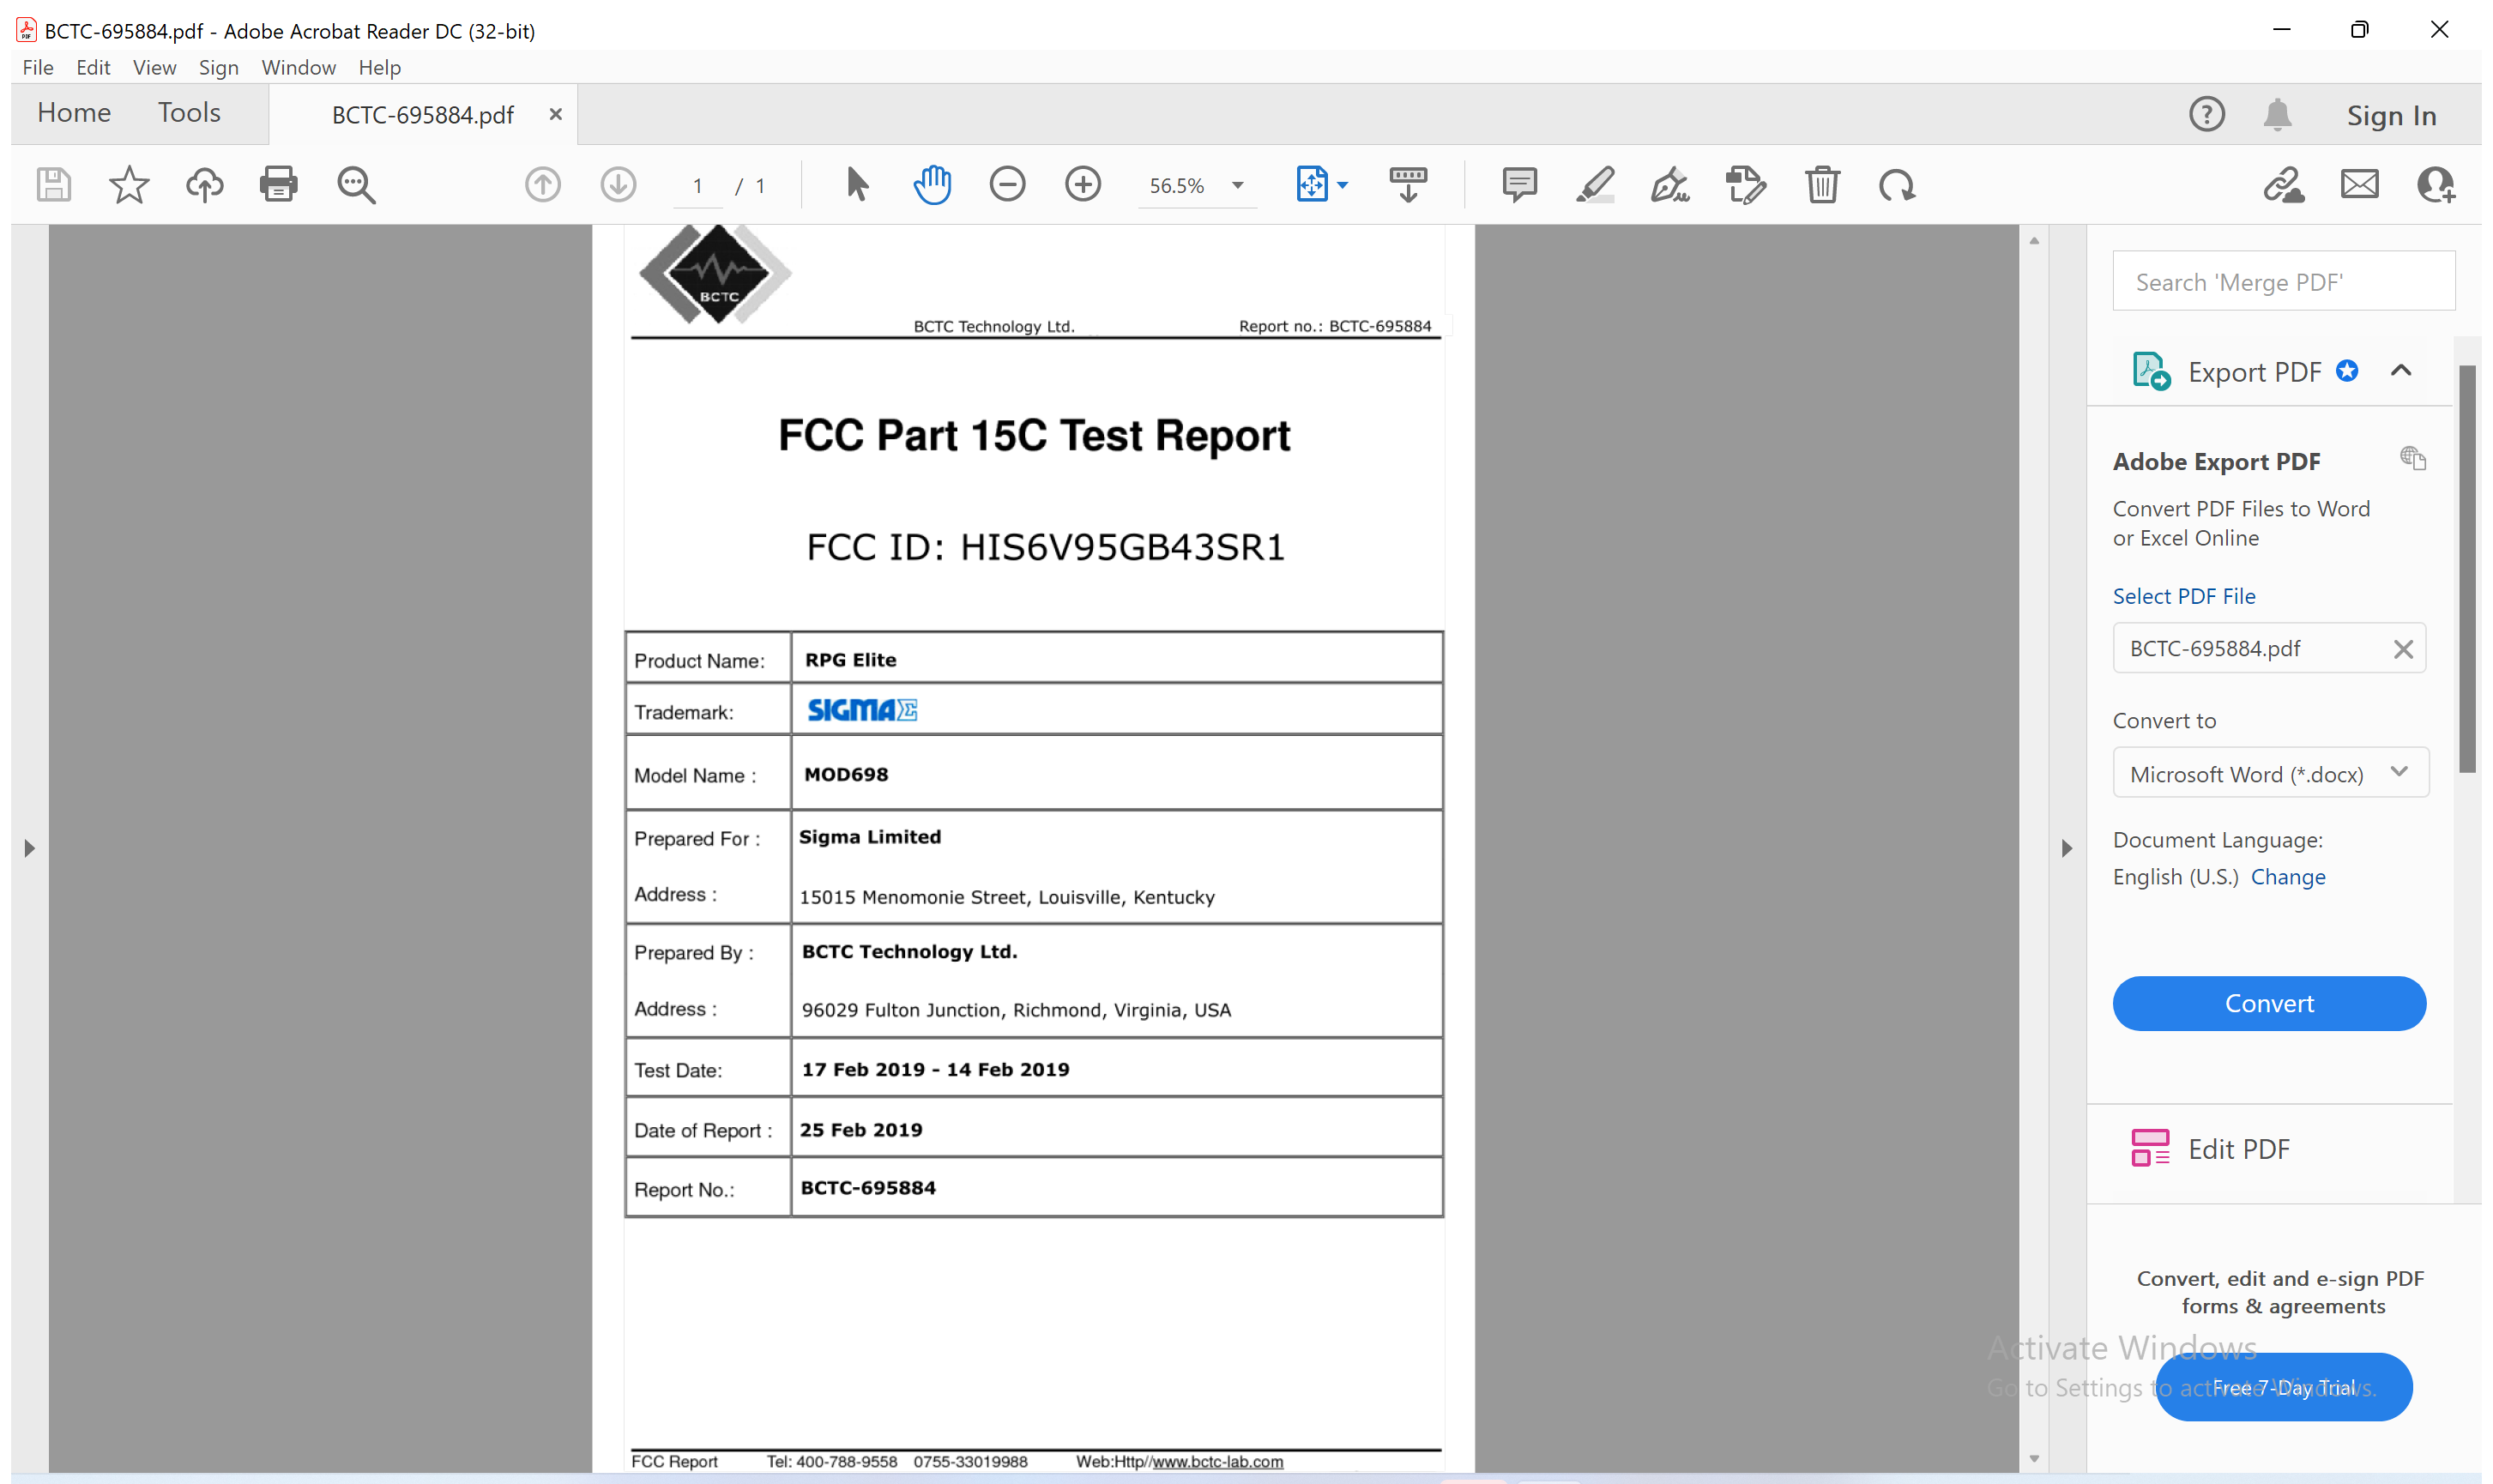 BCTC-695884.pdf - Adobe Acrobat Reader DC (32-bit)
File Edit View Sign Window Help
Home Tools BCTC-695884.pdf Sign In
1 / 1 56.5%
BCTC
BCTC Technology Ltd. Report no.: BCTC-695884
FCC Part 15C Test Report
FCC ID: HIS6V95GB43SR1
Product Name: RPG Elite
Trademark: SIGMAΣ
Model Name : MOD698
Prepared For : Sigma Limited
Address : 15015 Menomonie Street, Louisville, Kentucky
Prepared By : BCTC Technology Ltd.
Address : 96029 Fulton Junction, Richmond, Virginia, USA
Test Date: 17 Feb 2019 - 14 Feb 2019
Date of Report : 25 Feb 2019
Report No.: BCTC-695884
FCC Report Tel: 400-788-9558 0755-33019988 Web:Http//www.bctc-lab.com
Search 'Merge PDF'
Export PDF
Adobe Export PDF
Convert PDF Files to Word
or Excel Online
Select PDF File
BCTC-695884.pdf
Convert to
Microsoft Word (*.docx)
Document Language:
English (U.S.) Change
Convert
Edit PDF
Convert, edit and e-sign PDF
forms & agreements
Free 7-Day Trial
Activate Windows
Go to Settings to activate Windows.